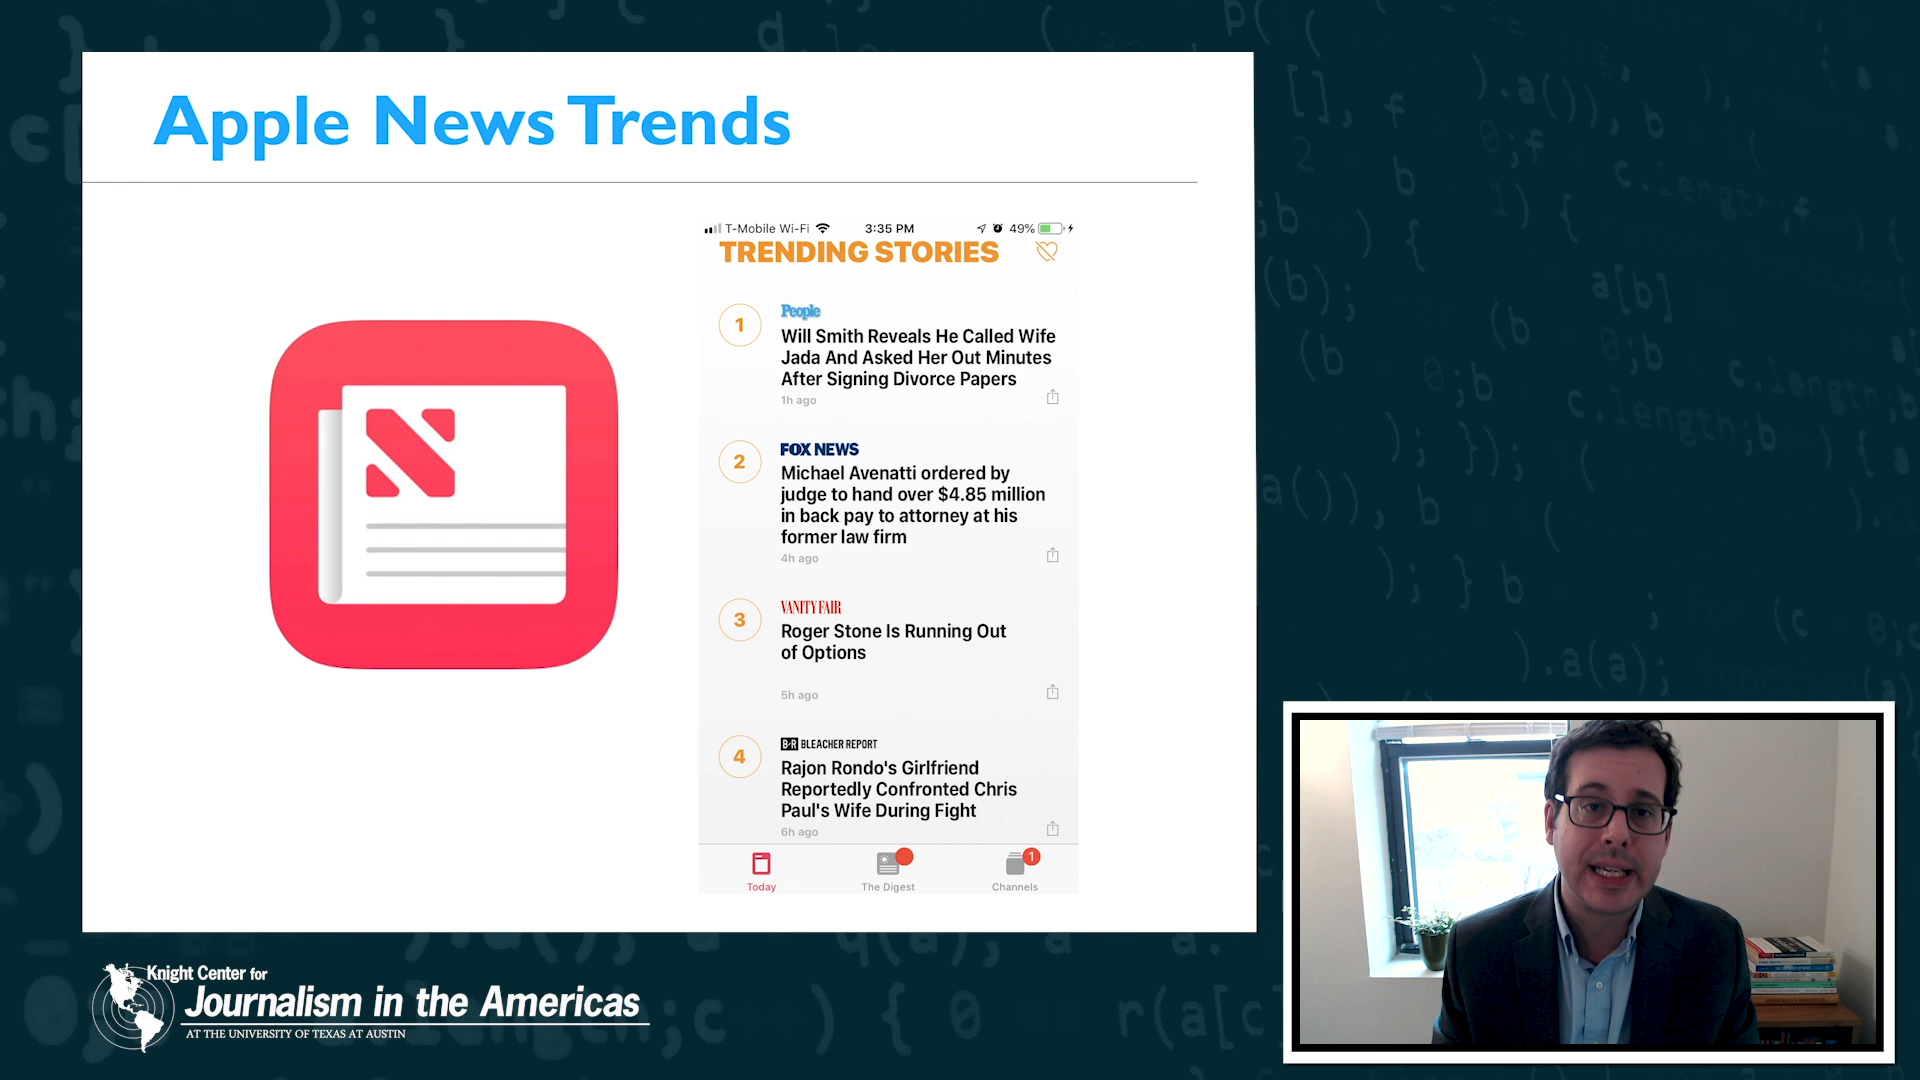 Apple News Trends
T-Mobile Wi-Fi 3:35 PM 49%
TRENDING STORIES
1
People
Will Smith Reveals He Called Wife
Jada And Asked Her Out Minutes
After Signing Divorce Papers
1h ago
2
FOX NEWS
Michael Avenatti ordered by
judge to hand over $4.85 million
in back pay to attorney at his
former law firm
4h ago
3
VANITY FAIR
Roger Stone Is Running Out
of Options
5h ago
4
B·R BLEACHER REPORT
Rajon Rondo's Girlfriend
Reportedly Confronted Chris
Paul's Wife During Fight
6h ago
1
Today The Digest Channels
Knight Center for
Journalism in the Americas
AT THE UNIVERSITY OF TEXAS AT AUSTIN